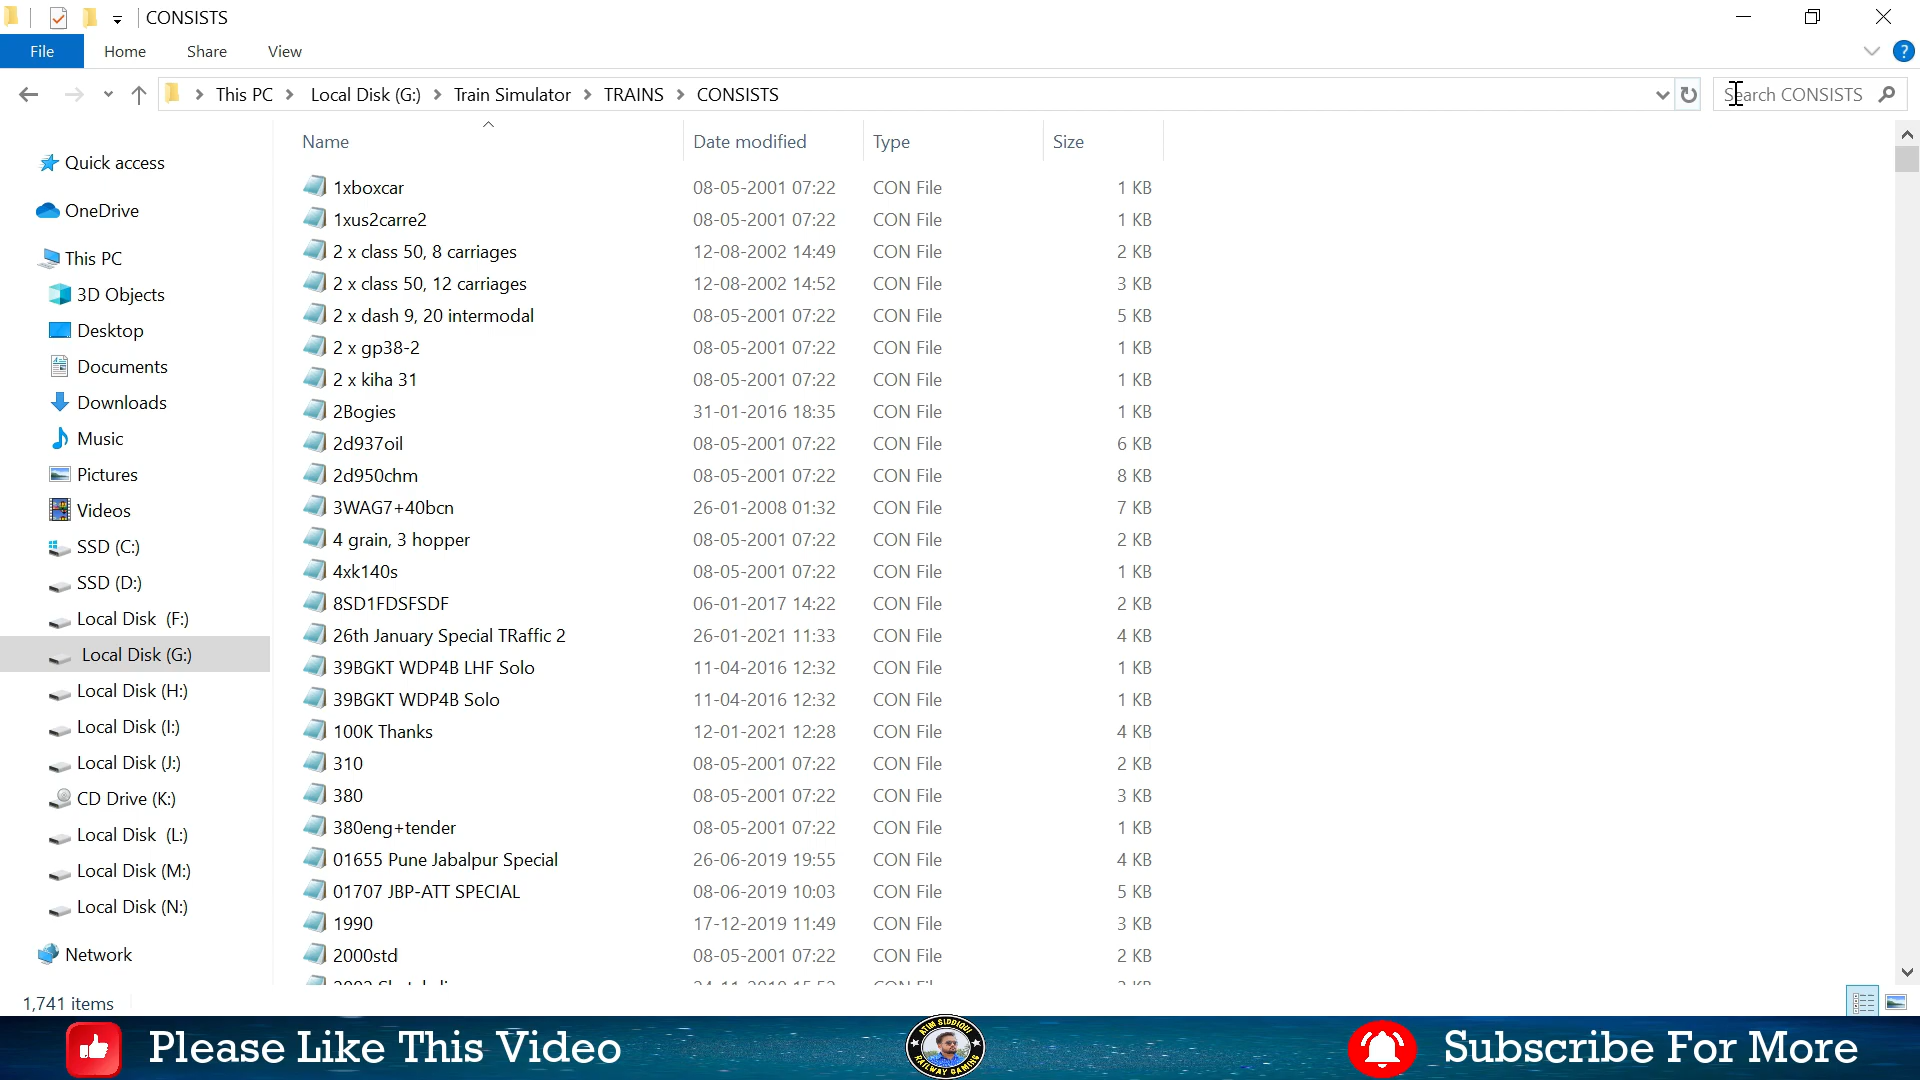 CONSISTS
File Home Share View
This PC Local Disk (G:) Train Simulator TRAINS CONSISTS
Search CONSISTS
Name Date modified Type Size
Quick access
OneDrive
This PC
3D Objects
Desktop
Documents
Downloads
Music
Pictures
Videos
SSD (C:)
SSD (D:)
Local Disk (F:)
Local Disk (G:)
Local Disk (H:)
Local Disk (I:)
Local Disk (J:)
CD Drive (K:)
Local Disk (L:)
Local Disk (M:)
Local Disk (N:)
Network
1xboxcar 08-05-2001 07:22 CON File 1 KB
1xus2carre2 08-05-2001 07:22 CON File 1 KB
2 x class 50, 8 carriages 12-08-2002 14:49 CON File 2 KB
2 x class 50, 12 carriages 12-08-2002 14:52 CON File 3 KB
2 x dash 9, 20 intermodal 08-05-2001 07:22 CON File 5 KB
2 x gp38-2 08-05-2001 07:22 CON File 1 KB
2 x kiha 31 08-05-2001 07:22 CON File 1 KB
2Bogies 31-01-2016 18:35 CON File 1 KB
2d937oil 08-05-2001 07:22 CON File 6 KB
2d950chm 08-05-2001 07:22 CON File 8 KB
3WAG7+40bcn 26-01-2008 01:32 CON File 7 KB
4 grain, 3 hopper 08-05-2001 07:22 CON File 2 KB
4xk140s 08-05-2001 07:22 CON File 1 KB
8SD1FDSFSDF 06-01-2017 14:22 CON File 2 KB
26th January Special TRaffic 2 26-01-2021 11:33 CON File 4 KB
39BGKT WDP4B LHF Solo 11-04-2016 12:32 CON File 1 KB
39BGKT WDP4B Solo 11-04-2016 12:32 CON File 1 KB
100K Thanks 12-01-2021 12:28 CON File 4 KB
310 08-05-2001 07:22 CON File 2 KB
380 08-05-2001 07:22 CON File 3 KB
380eng+tender 08-05-2001 07:22 CON File 1 KB
01655 Pune Jabalpur Special 26-06-2019 19:55 CON File 4 KB
01707 JBP-ATT SPECIAL 08-06-2019 10:03 CON File 5 KB
1990 17-12-2019 11:49 CON File 3 KB
2000std 08-05-2001 07:22 CON File 2 KB
1,741 items
Please Like This Video
ATIM SIDDIQUI
RAILWAY GAMING
Subscribe For More